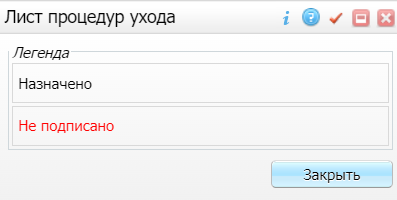 Лист процедур ухода
Легенда
Назначено
Не подписано
Закрыть